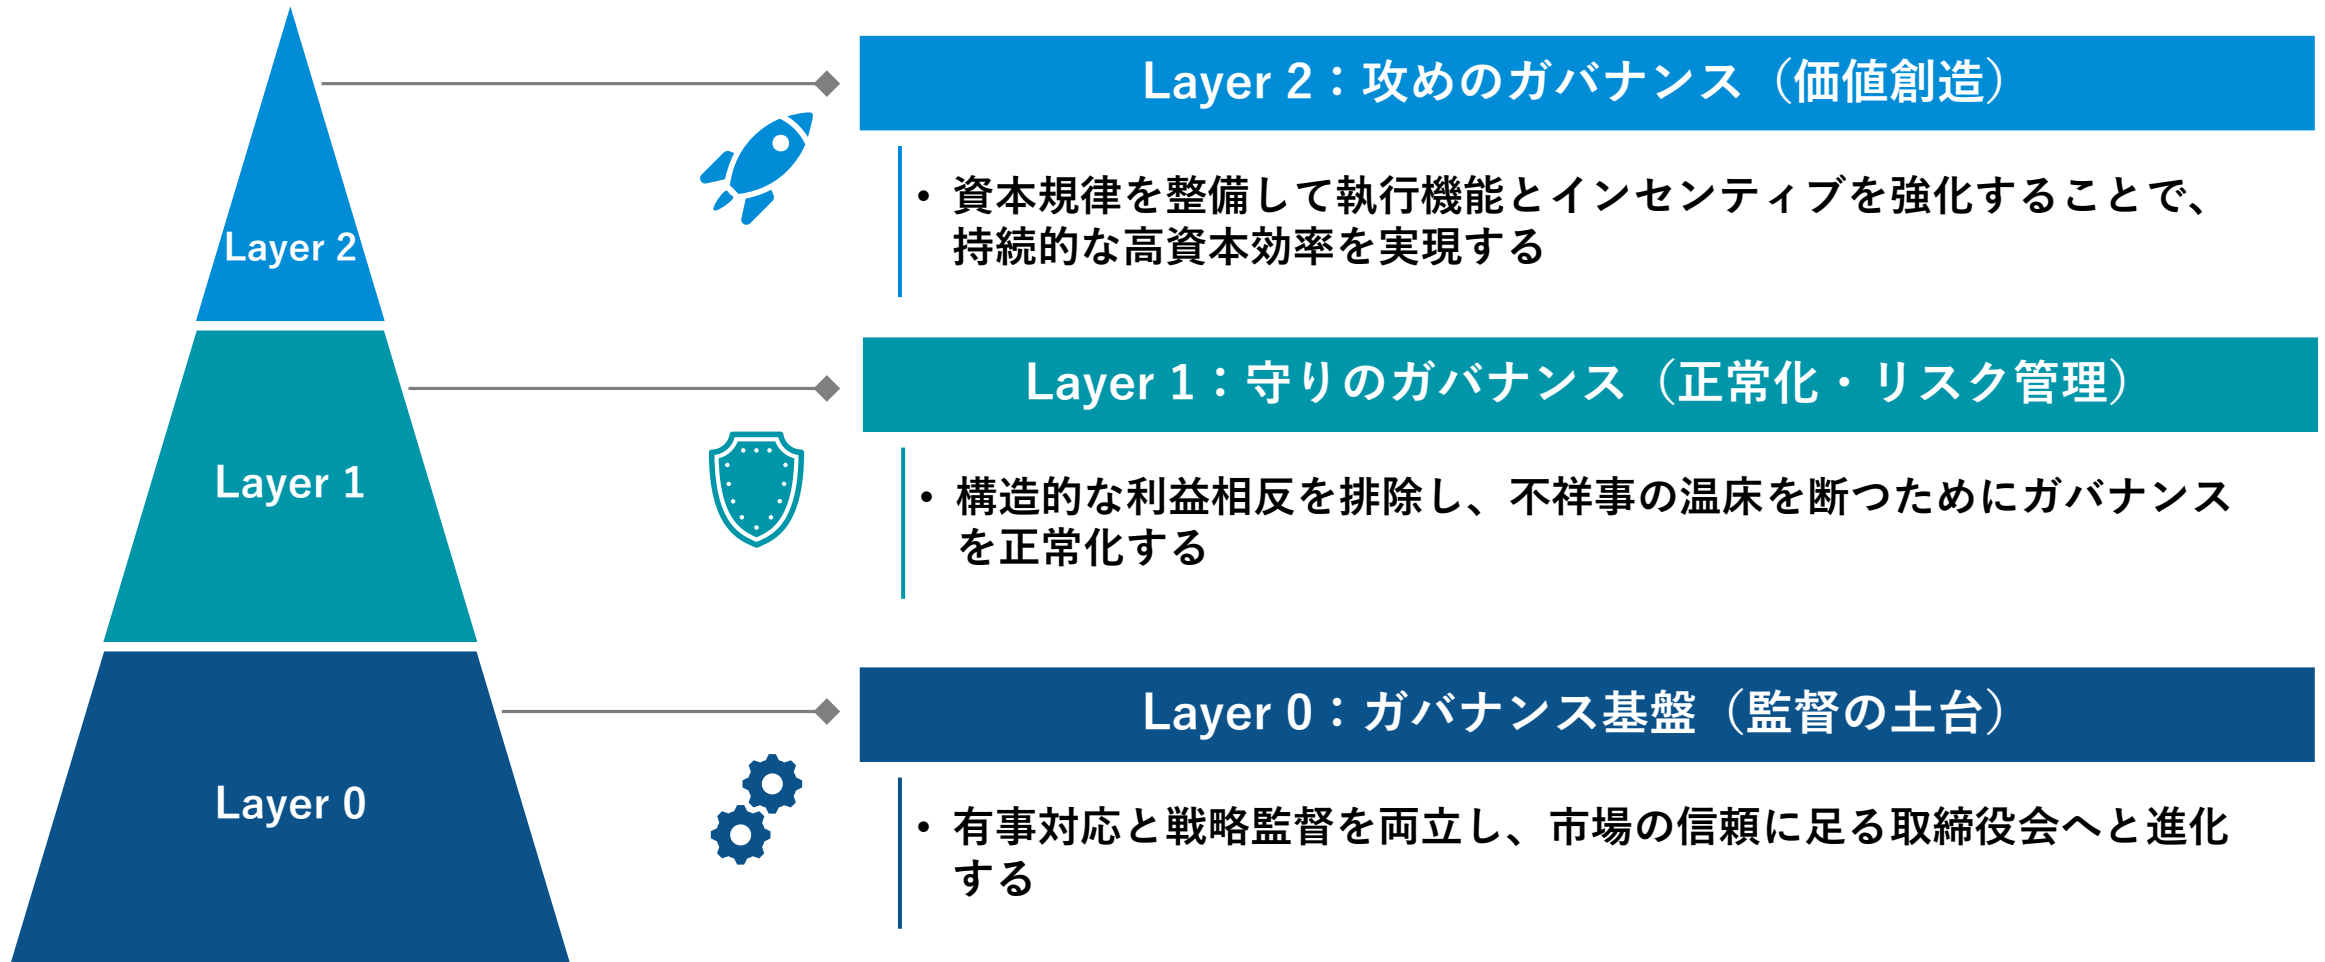 Layer 2：攻めのガバナンス（価値創造）
• 資本規律を整備して執行機能とインセンティブを強化することで、
持続的な高資本効率を実現する
Layer 2
Layer 1：守りのガバナンス（正常化・リスク管理）
• 構造的な利益相反を排除し、不祥事の温床を断つためにガバナンス
を正常化する
Layer 1
Layer 0：ガバナンス基盤（監督の土台）
• 有事対応と戦略監督を両立し、市場の信頼に足る取締役会へと進化
する
Layer 0